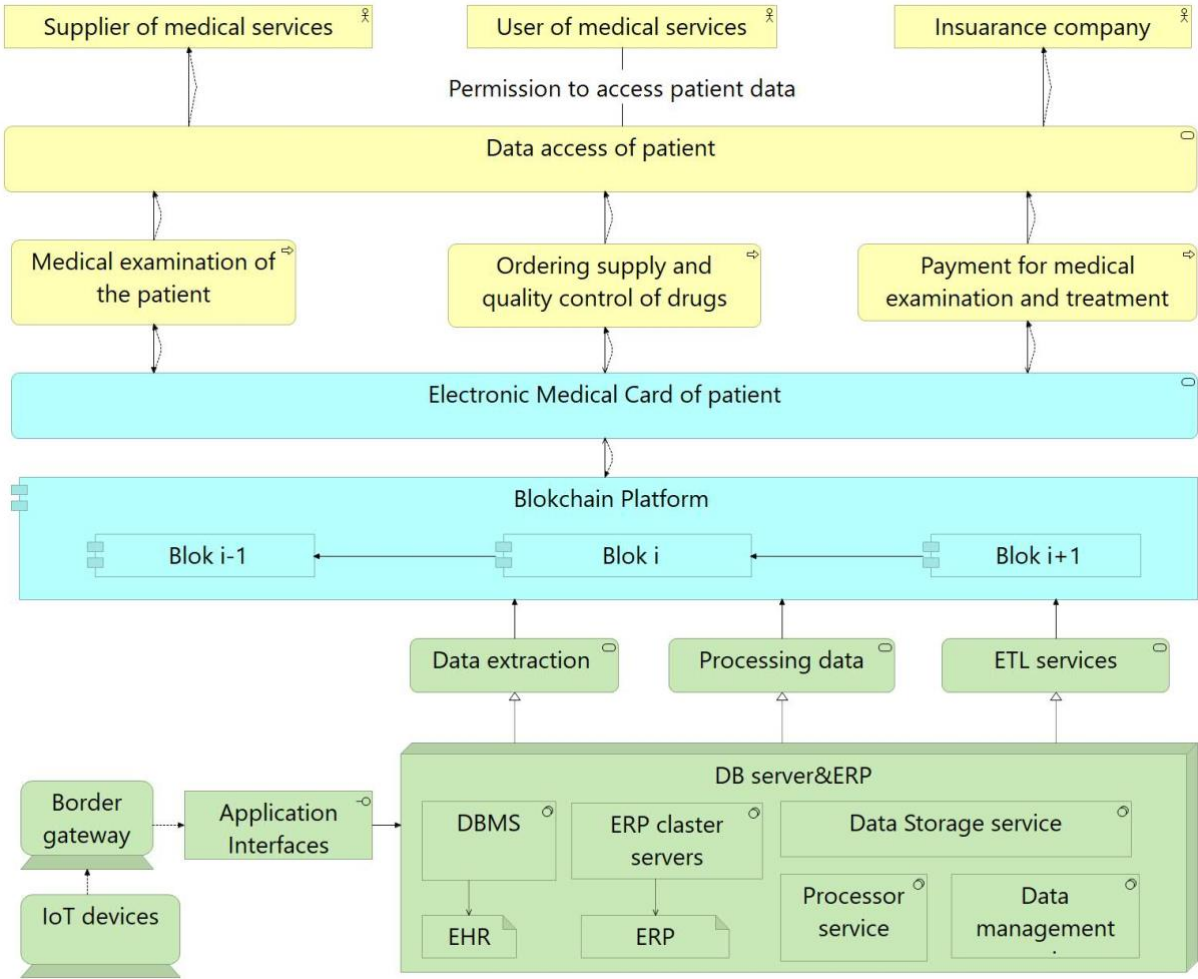 Supplier of medical services
User of medical services
Insuarance company
Permission to access patient data
Data access of patient
Medical examination of
the patient
Ordering supply and
quality control of drugs
Payment for medical
examination and treatment
Electronic Medical Card of patient
Blokchain Platform
Blok i-1
Blok i
Blok i+1
Data extraction
Processing data
ETL services
DB server&ERP
Border
gateway
Application
Interfaces
DBMS
ERP claster
servers
Data Storage service
IoT devices
EHR
ERP
Processor
service
Data
management